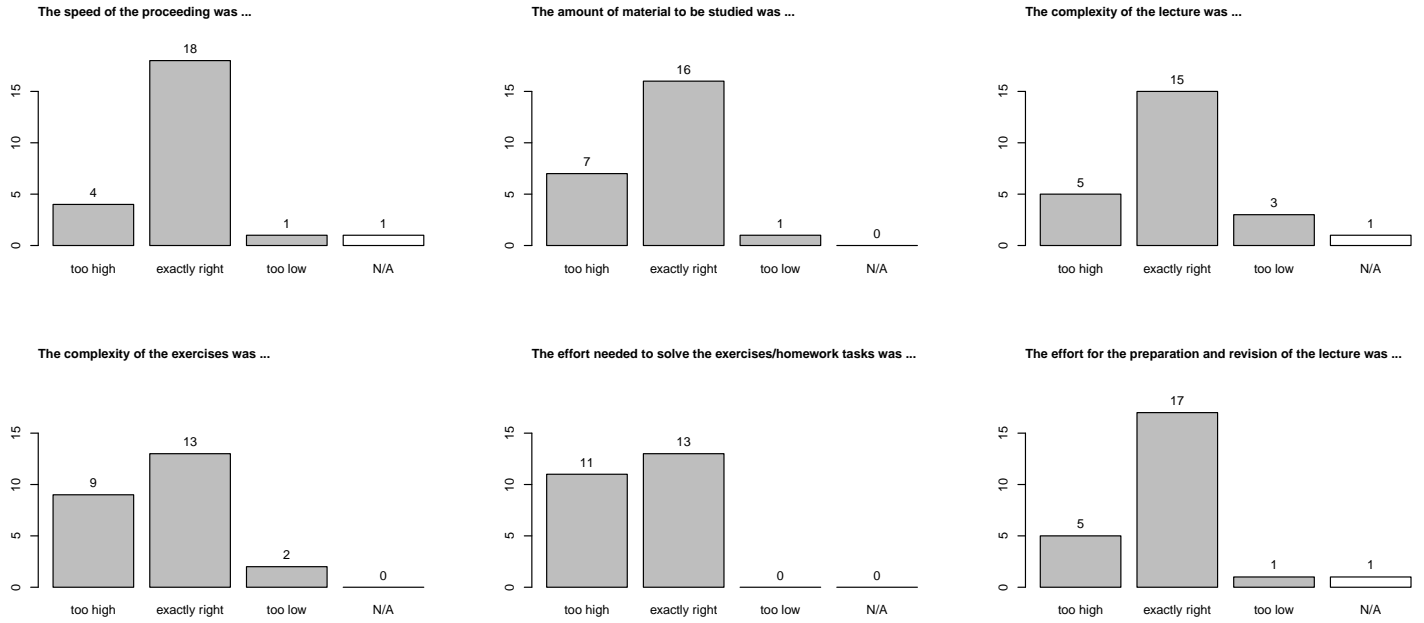 The speed of the proceeding was ...
18
4
1
1
0
5
10
15
too high
exactly right
too low
N/A
The amount of material to be studied was ...
16
7
1
0
0
5
10
15
too high
exactly right
too low
N/A
The complexity of the lecture was ...
15
5
3
1
0
5
10
15
too high
exactly right
too low
N/A
The complexity of the exercises was ...
13
9
2
0
0
5
10
15
too high
exactly right
too low
N/A
The effort needed to solve the exercises/homework tasks was ...
13
11
0
0
0
5
10
15
too high
exactly right
too low
N/A
The effort for the preparation and revision of the lecture was ...
17
5
1
1
0
5
10
15
too high
exactly right
too low
N/A